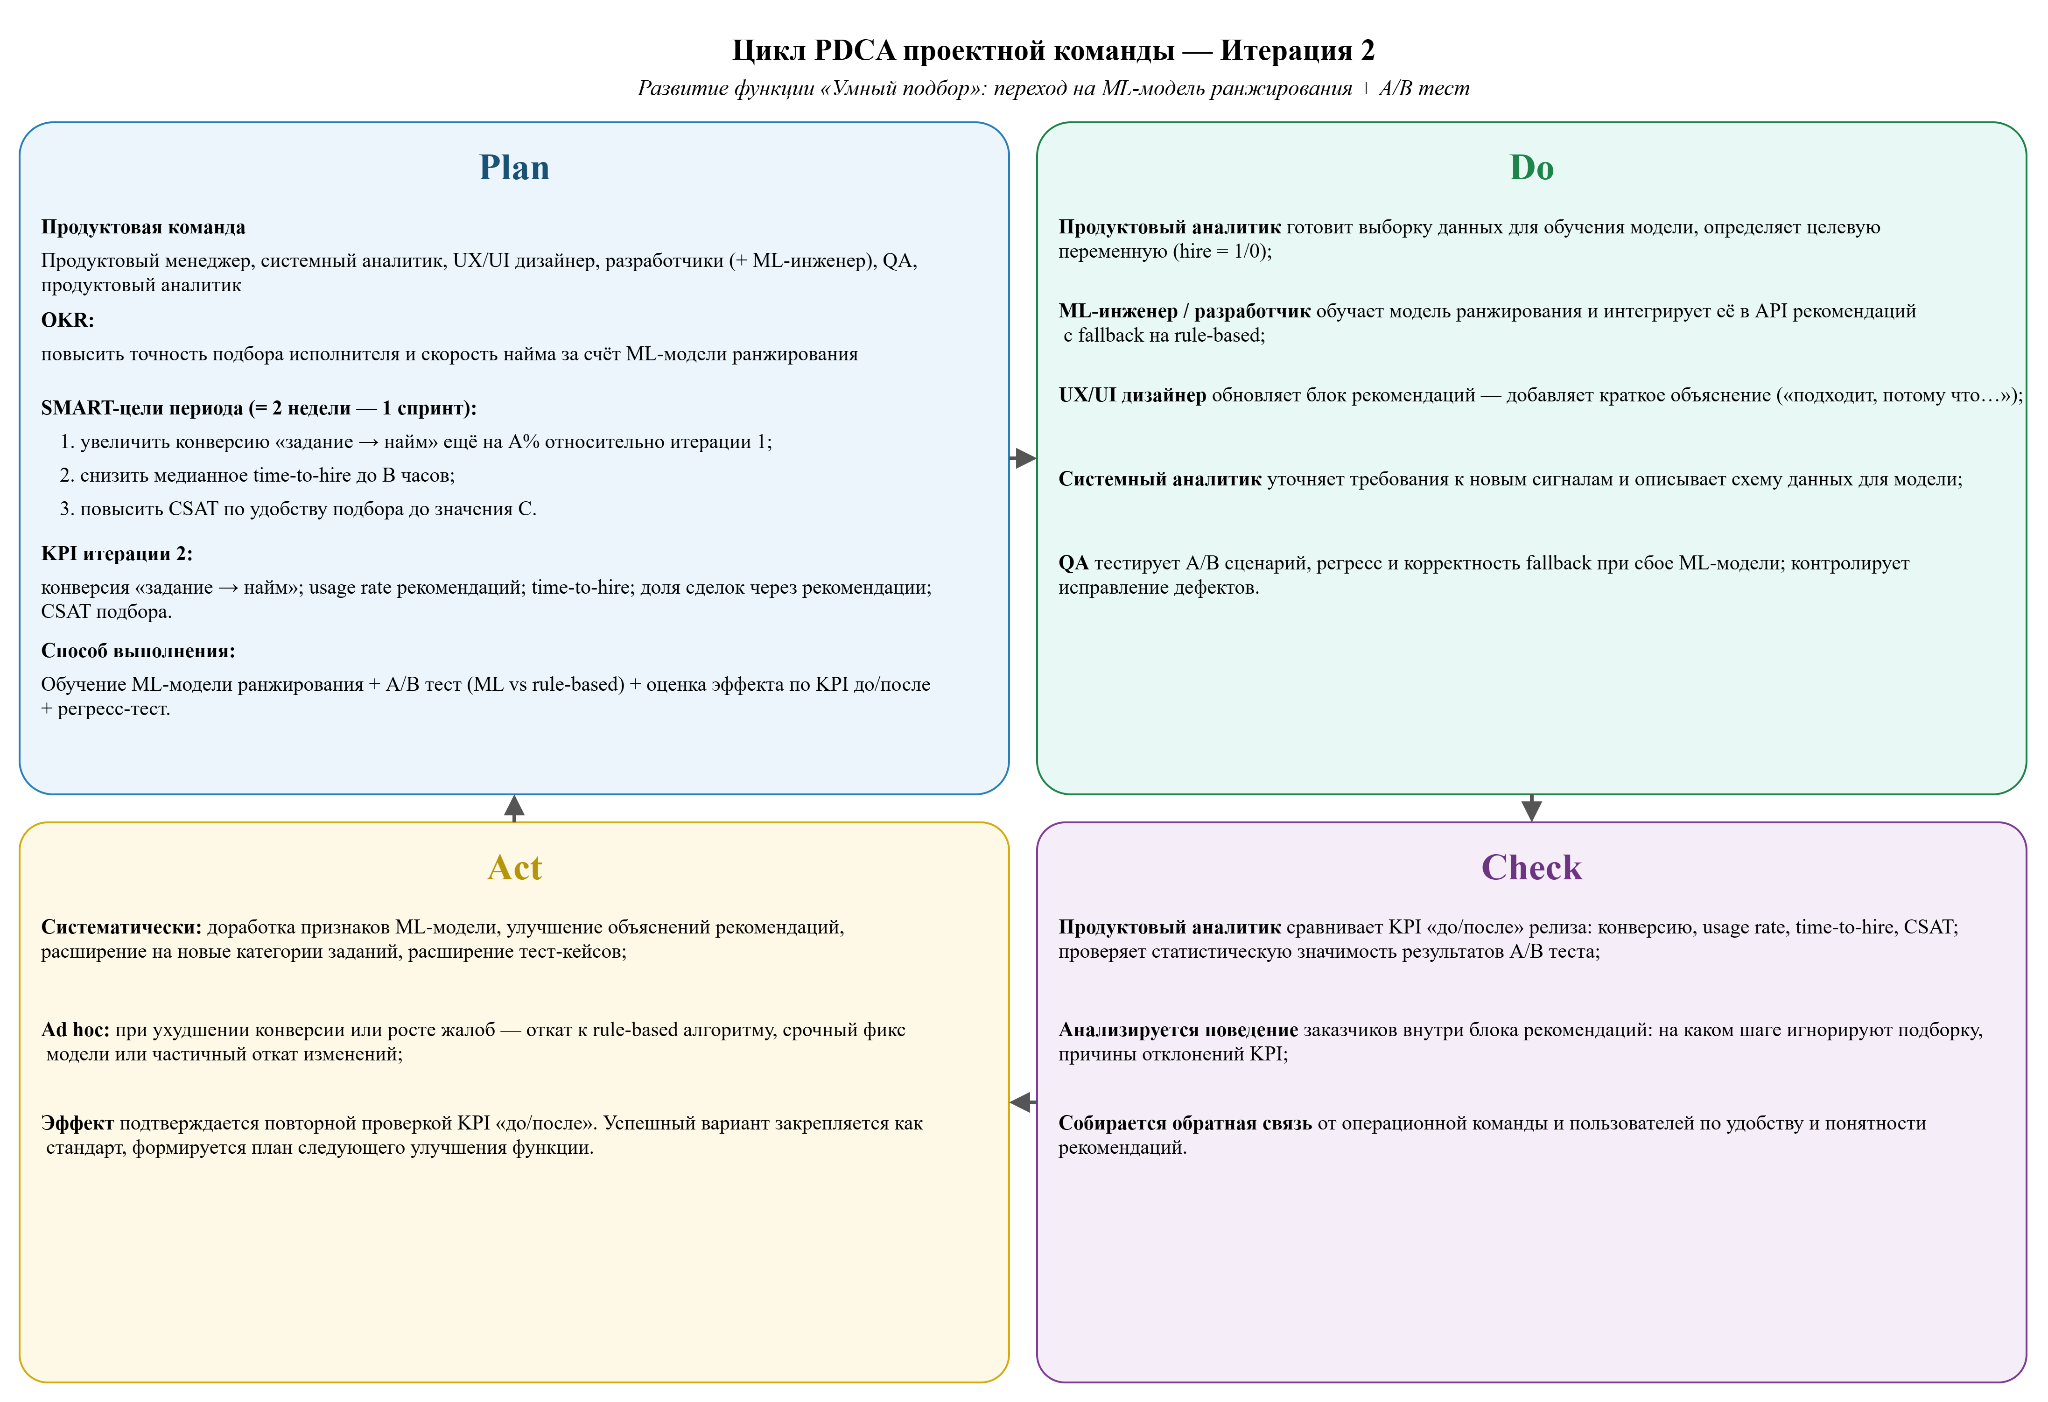 Цикл PDCA проектной команды — Итерация 2
Развитие функции «Умный подбор»: переход на ML-модель ранжирования | A/B тест
Plan
Продуктовая команда
Продуктовый менеджер, системный аналитик, UX/UI дизайнер, разработчики (+ ML-инженер), QA,
продуктовый аналитик
OKR:
повысить точность подбора исполнителя и скорость найма за счёт ML-модели ранжирования
SMART-цели периода (= 2 недели — 1 спринт):
1. увеличить конверсию «задание → найм» ещё на A% относительно итерации 1;
2. снизить медианное time-to-hire до B часов;
3. повысить CSAT по удобству подбора до значения C.
KPI итерации 2:
конверсия «задание → найм»; usage rate рекомендаций; time-to-hire; доля сделок через рекомендации;
CSAT подбора.
Способ выполнения:
Обучение ML-модели ранжирования + A/B тест (ML vs rule-based) + оценка эффекта по KPI до/после
+ регресс-тест.
Do
Продуктовый аналитик готовит выборку данных для обучения модели, определяет целевую
переменную (hire = 1/0);
ML-инженер / разработчик обучает модель ранжирования и интегрирует её в API рекомендаций
с fallback на rule-based;
UX/UI дизайнер обновляет блок рекомендаций — добавляет краткое объяснение («подходит, потому что…»);
Системный аналитик уточняет требования к новым сигналам и описывает схему данных для модели;
QA тестирует A/B сценарий, регресс и корректность fallback при сбое ML-модели; контролирует
исправление дефектов.
Act
Систематически: доработка признаков ML-модели, улучшение объяснений рекомендаций,
расширение на новые категории заданий, расширение тест-кейсов;
Ad hoc: при ухудшении конверсии или росте жалоб — откат к rule-based алгоритму, срочный фикс
модели или частичный откат изменений;
Эффект подтверждается повторной проверкой KPI «до/после». Успешный вариант закрепляется как
стандарт, формируется план следующего улучшения функции.
Check
Продуктовый аналитик сравнивает KPI «до/после» релиза: конверсию, usage rate, time-to-hire, CSAT;
проверяет статистическую значимость результатов A/B теста;
Анализируется поведение заказчиков внутри блока рекомендаций: на каком шаге игнорируют подборку,
причины отклонений KPI;
Собирается обратная связь от операционной команды и пользователей по удобству и понятности
рекомендаций.